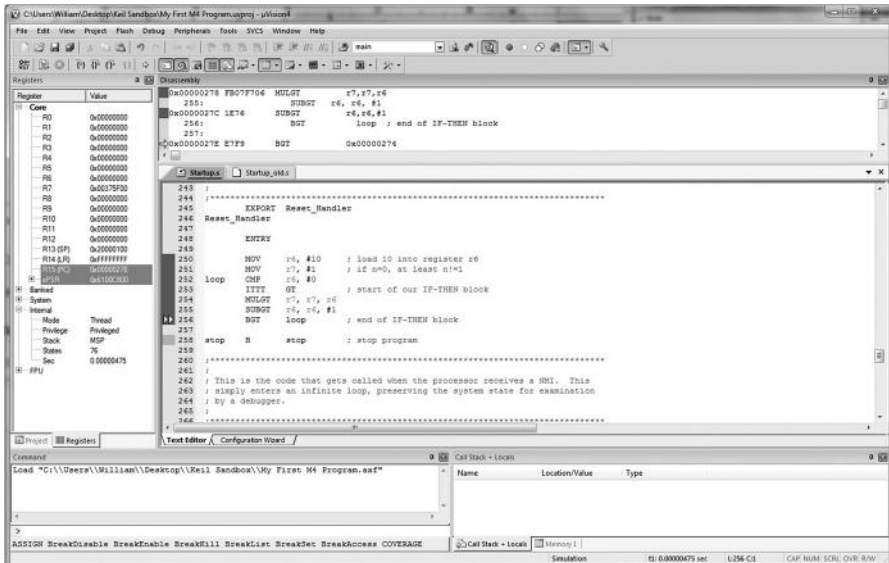 C:\Users\William\Desktop\Keil Sandbox\My First M4 Program.uvproj - µVision4
File Edit View Project Flash Debug Peripherals Tools SVCS Window Help
main
Registers
Register Value
Core
R0 0x00000000
R1 0x00000000
R2 0x00000000
R3 0x00000000
R4 0x00000000
R5 0x00000000
R6 0x00000000
R7 0x00375F00
R8 0x00000000
R9 0x00000000
R10 0x00000000
R11 0x00000000
R12 0x00000000
R13 (SP) 0x20000100
R14 (LR) 0xFFFFFFFF
R15 (PC) 0x0000027E
xPSR
Banked
System
Internal
Mode Thread
Privilege Privileged
Stack MSP
States 76
Sec 0.00000475
FPU
Project Registers
Disassembly
0x00000278 FB07F706 MULGT r7,r7,r6
255: SUBGT r6, r6, #1
0x0000027C 1E76 SUBGT r6,r6,#1
256: BGT loop ; end of IF-THEN block
257:
0x0000027E E7F9 BGT 0x00000274
Startup.s Startup_old.s
243 ;
244 ;******************************************************************************
245 EXPORT Reset_Handler
246 Reset_Handler
247
248 ENTRY
249
250 MOV r6, #10 ; load 10 into register r6
251 MOV r7, #1 ; if n=0, at least n!=1
252 loop CMP r6, #0
253 ITTT GT ; start of our IF-THEN block
254 MULGT r7, r7, r6
255 SUBGT r6, r6, #1
256 BGT loop ; end of IF-THEN block
257
258 stop B stop ; stop program
259
260 ;******************************************************************************
261 ;
262 ; This is the code that gets called when the processor receives a NMI. This
263 ; simply enters an infinite loop, preserving the system state for examination
264 ; by a debugger.
265 ;
266 ;******************************************************************************
Text Editor Configuration Wizard
Command
Load "C:\\Users\\William\\Desktop\\Keil Sandbox\\My First M4 Program.axf"
>
ASSIGN BreakDisable BreakEnable BreakKill BreakList BreakSet BreakAccess COVERAGE
Call Stack + Locals
Name Location/Value Type
Call Stack + Locals Memory 1
Simulation t1: 0.00000475 sec L:256 C:1 CAP NUM SCRL OVR R/W